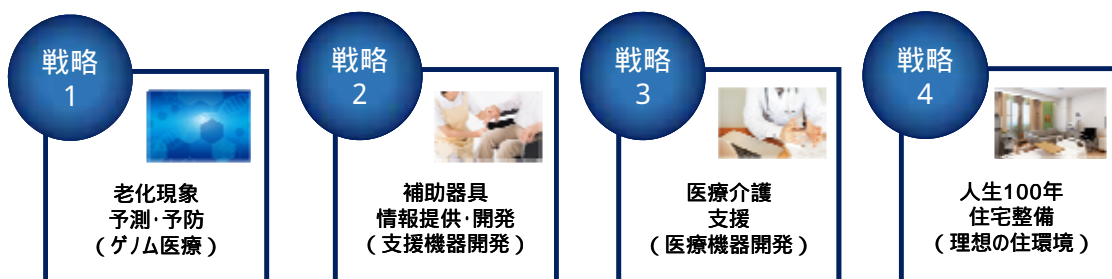 戦略
1
老化現象
予測･予防
(ゲノム医療)
戦略
2
補助器具
情報提供･開発
(支援機器開発)
戦略
3
医療介護
支援
(医療機器開発)
戦略
4
人生100年
住宅整備
(理想の住環境)